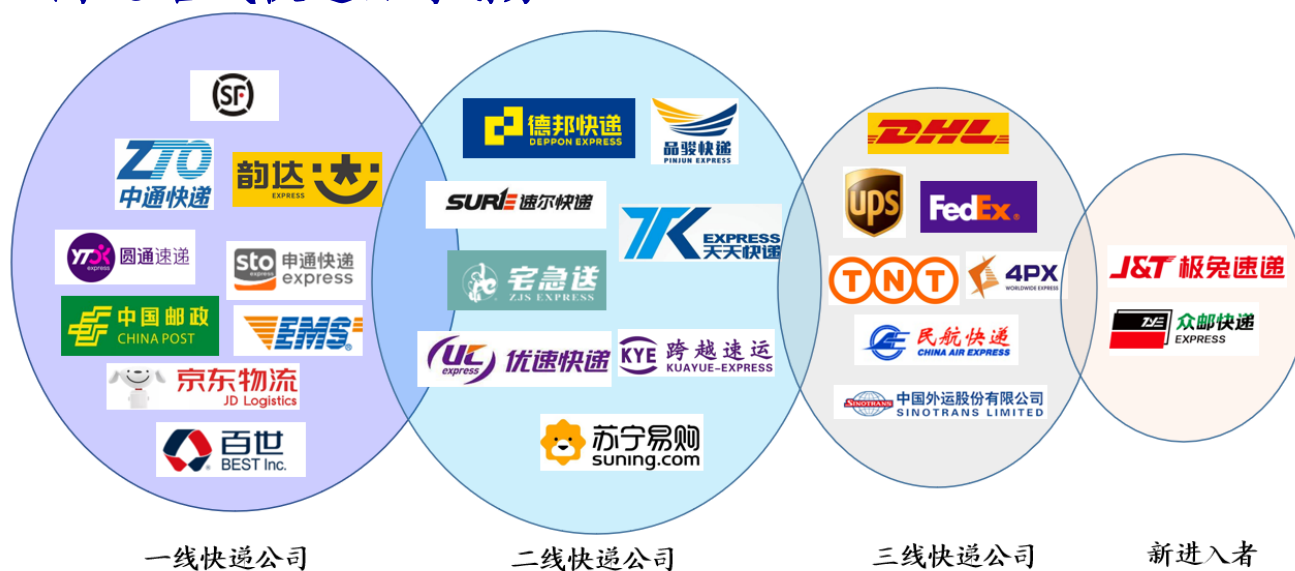 SF
ZTO
中通快递
韵达
EXPRESS
YTO
express
圆通速递
sto
express
申通快递
express
中国邮政
CHINA POST
EMS
京东物流
JD Logistics
百世
BEST Inc.
一线快递公司
德邦快递
DEPPON EXPRESS
品骏快递
PINJUN EXPRESS
SURE 速尔快递
TTK EXPRESS
天天快递
宅急送
ZJS EXPRESS
UC
express
优速快递
KYE 跨越速运
KUAYUE-EXPRESS
苏宁易购
suning.com
二线快递公司
DHL
ups
FedEx®
TNT
4PX
WORLDWIDE EXPRESS
民航快递
CHINA AIR EXPRESS
SINOTRANS
中国外运股份有限公司
SINOTRANS LIMITED
三线快递公司
J&T 极兔速递
ZYE 众邮快递
EXPRESS
新进入者